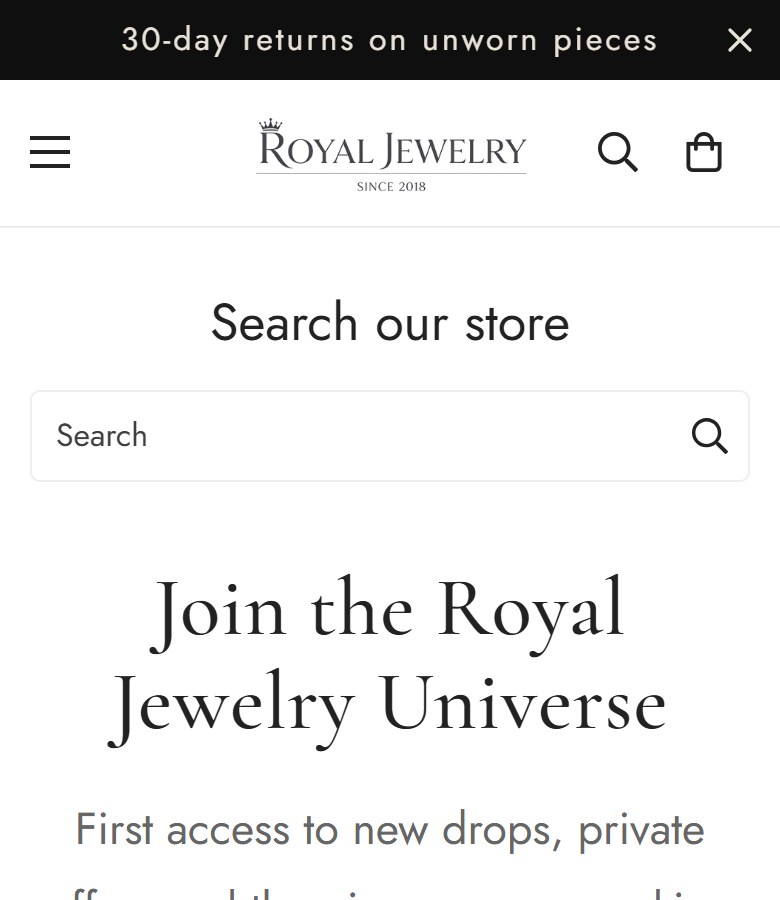 30-day returns on unworn pieces
ROYAL JEWELRY
SINCE 2018
Search our store
Search
Join the Royal
Jewelry Universe
First access to new drops, private